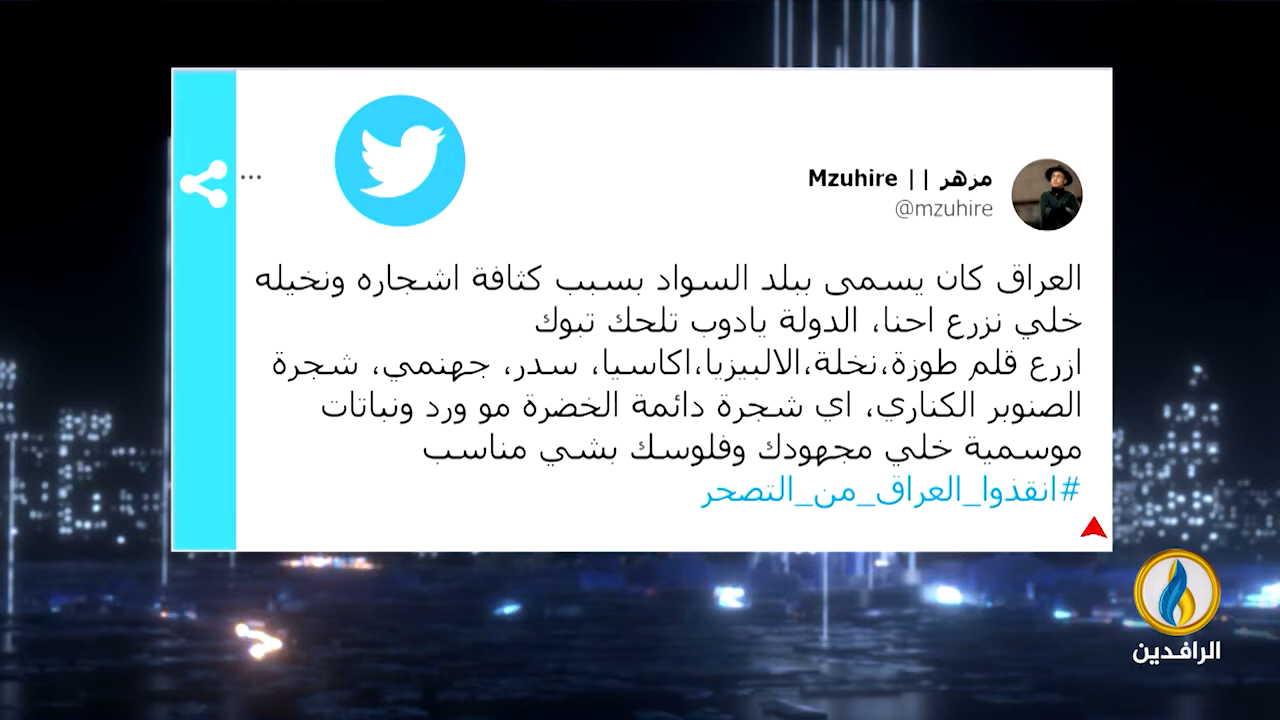 مزهر || Mzuhire
@mzuhire
العراق كان يسمى ببلد السواد بسبب كثافة اشجاره ونخيله
خلي نزرع احنا، الدولة يادوب تلحك تبوك
ازرع قلم طوزة،نخلة،الالبيزيا،اكاسيا، سدر، جهنمي، شجرة
الصنوبر الكناري، اي شجرة دائمة الخضرة مو ورد ونباتات
موسمية خلي مجهودك وفلوسك بشي مناسب
#انقذوا_العراق_من_التصحر
الرافدين